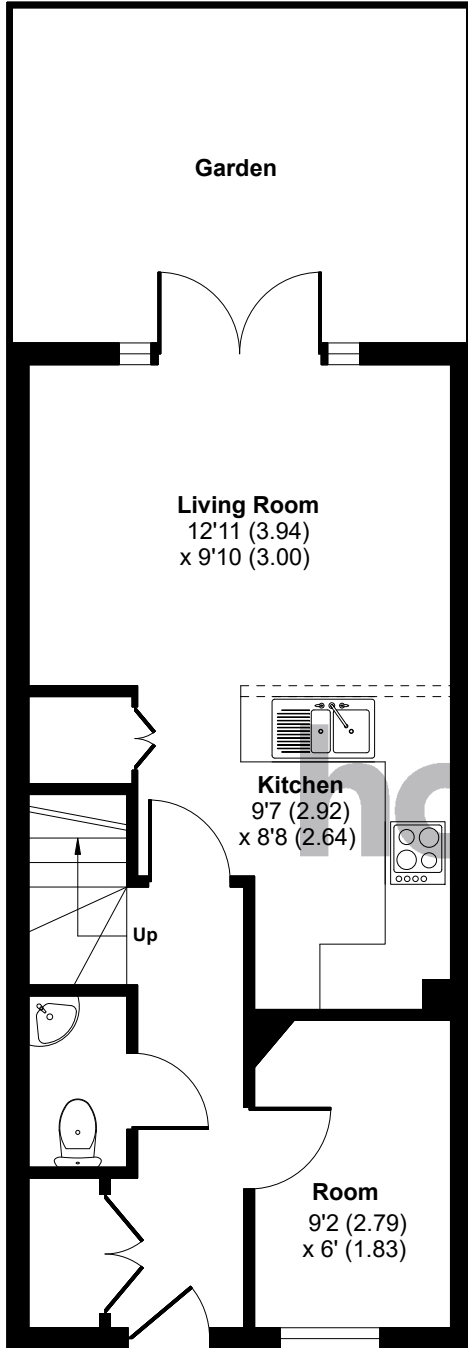 Garden
Living Room
12'11 (3.94)
x 9'10 (3.00)
Kitchen
9'7 (2.92)
x 8'8 (2.64)
Up
Room
9'2 (2.79)
x 6' (1.83)